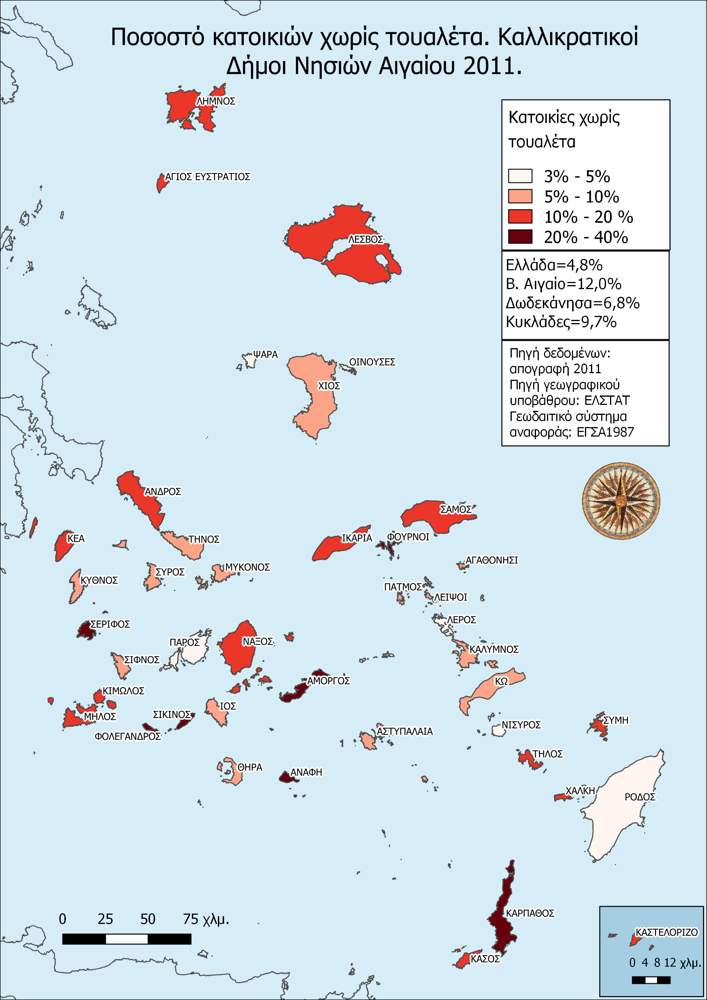 Ποσοστό κατοικιών χωρίς τουαλέτα. Καλλικρατικοί
Δήμοι Νησιών Αιγαίου 2011.
Κατοικίες χωρίς
τουαλέτα
3% - 5%
5% - 10%
10% - 20 %
20% - 40%
Ελλάδα=4,8%
Β. Αιγαίο=12,0%
Δωδεκάνησα=6,8%
Κυκλάδες=9,7%
Πηγή δεδομένων:
απογραφή 2011
Πηγή γεωγραφικού
υποβάθρου: ΕΛΣΤΑΤ
Γεωδαιτικό σύστημα
αναφοράς: ΕΓΣΑ1987
ΛΗΜΝΟΣ
ΑΓΙΟΣ ΕΥΣΤΡΑΤΙΟΣ
ΛΕΣΒΟΣ
ΨΑΡΑ
ΟΙΝΟΥΣΕΣ
ΧΙΟΣ
ΑΝΔΡΟΣ
ΣΑΜΟΣ
ΚΕΑ
ΤΗΝΟΣ
ΙΚΑΡΙΑ
ΦΟΥΡΝΟΙ
ΑΓΑΘΟΝΗΣΙ
ΜΥΚΟΝΟΣ
ΣΥΡΟΣ
ΚΥΘΝΟΣ
ΠΑΤΜΟΣ
ΛΕΙΨΟΙ
ΛΕΡΟΣ
ΣΕΡΙΦΟΣ
ΠΑΡΟΣ
ΝΑΞΟΣ
ΚΑΛΥΜΝΟΣ
ΣΙΦΝΟΣ
ΑΜΟΡΓΟΣ
ΚΩ
ΚΙΜΩΛΟΣ
ΙΟΣ
ΣΙΚΙΝΟΣ
ΜΗΛΟΣ
ΣΥΜΗ
ΝΙΣΥΡΟΣ
ΑΣΤΥΠΑΛΑΙΑ
ΦΟΛΕΓΑΝΔΡΟΣ
ΤΗΛΟΣ
ΘΗΡΑ
ΑΝΑΦΗ
ΧΑΛΚΗ
ΡΟΔΟΣ
ΚΑΡΠΑΘΟΣ
ΚΑΣΟΣ
0 25 50 75 χλμ.
ΚΑΣΤΕΛΟΡΙΖΟ
0 4 8 12 χλμ.